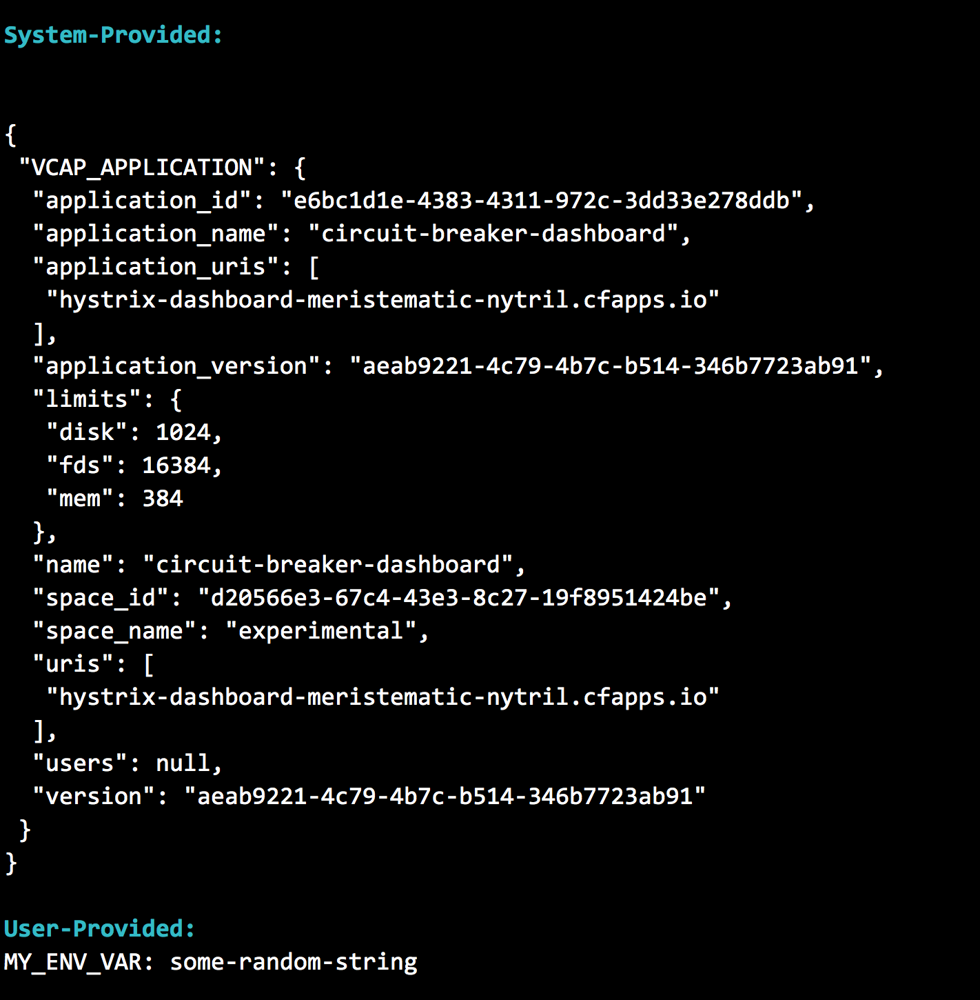 System-Provided:
{
 "VCAP_APPLICATION": {
  "application_id": "e6bc1d1e-4383-4311-972c-3dd33e278ddb",
  "application_name": "circuit-breaker-dashboard",
  "application_uris": [
   "hystrix-dashboard-meristematic-nytril.cfapps.io"
  ],
  "application_version": "aeab9221-4c79-4b7c-b514-346b7723ab91",
  "limits": {
   "disk": 1024,
   "fds": 16384,
   "mem": 384
  },
  "name": "circuit-breaker-dashboard",
  "space_id": "d20566e3-67c4-43e3-8c27-19f8951424be",
  "space_name": "experimental",
  "uris": [
   "hystrix-dashboard-meristematic-nytril.cfapps.io"
  ],
  "users": null,
  "version": "aeab9221-4c79-4b7c-b514-346b7723ab91"
 }
}
User-Provided:
MY_ENV_VAR: some-random-string